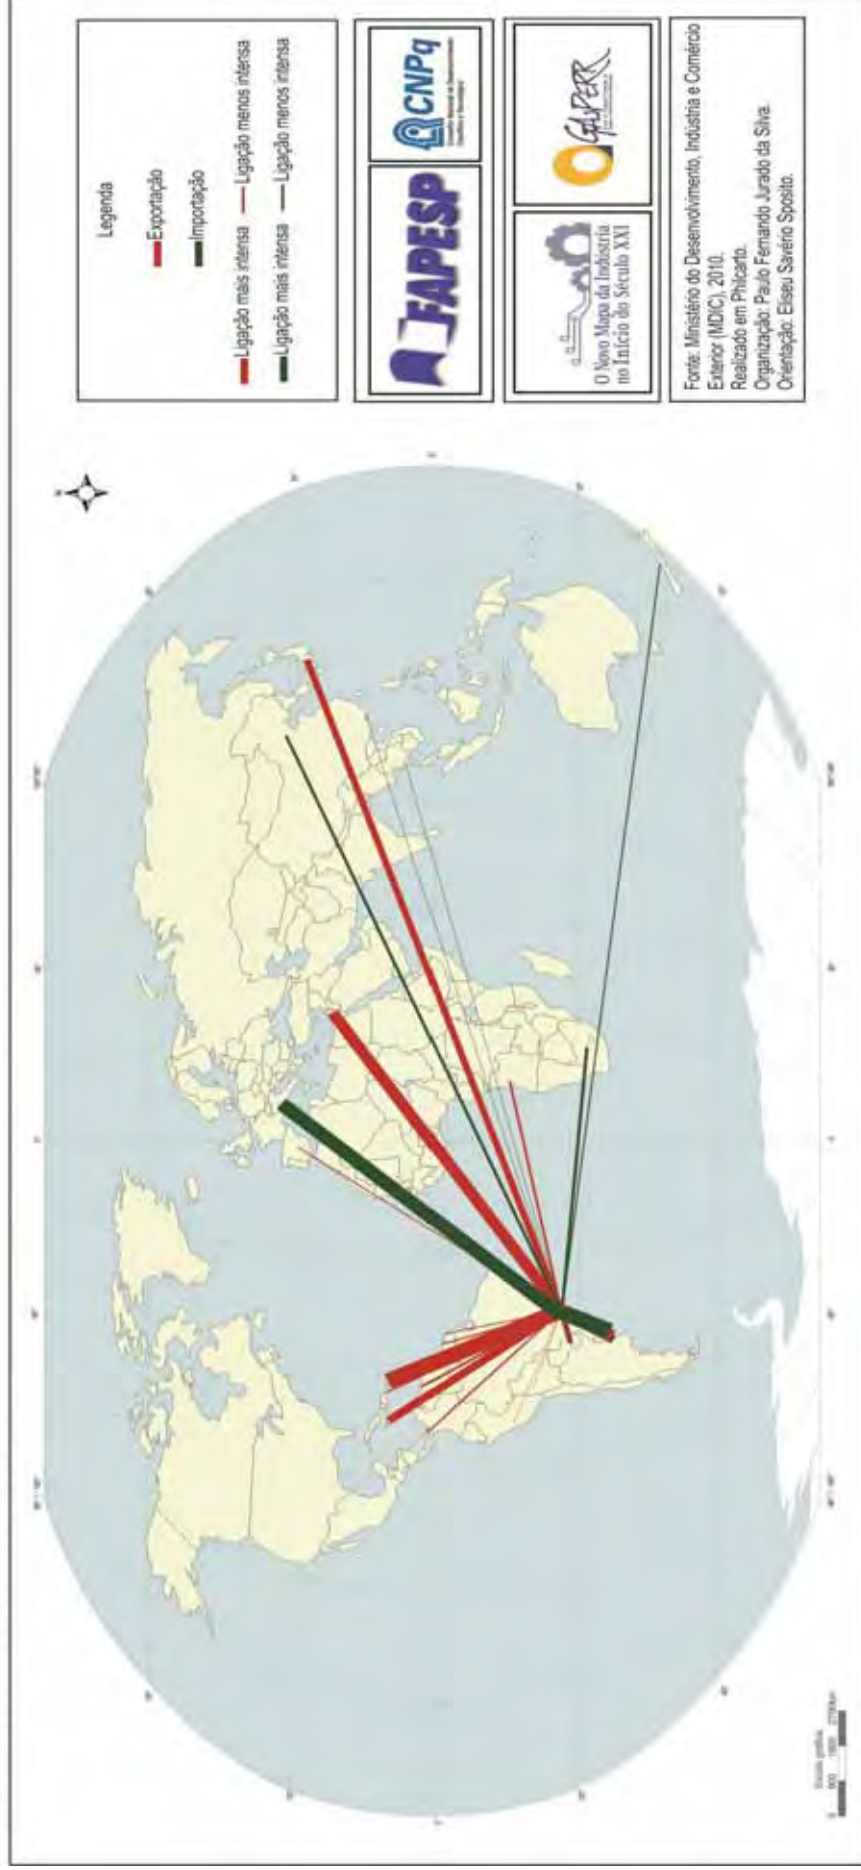 Legenda
Exportação
Importação
Ligação mais intensa
Ligação menos intensa
Ligação mais intensa
Ligação menos intensa
FAPESP
CNPq
O Novo Mapa da Indústria
no Início do Século XXI
GAsPERR
Fonte: Ministério do Desenvolvimento, Indústria e Comércio
Exterior (MDIC), 2010.
Realizado em Philcarto.
Organização: Paulo Fernando Jurado da Silva.
Orientação: Eliseu Savério Sposito.
N